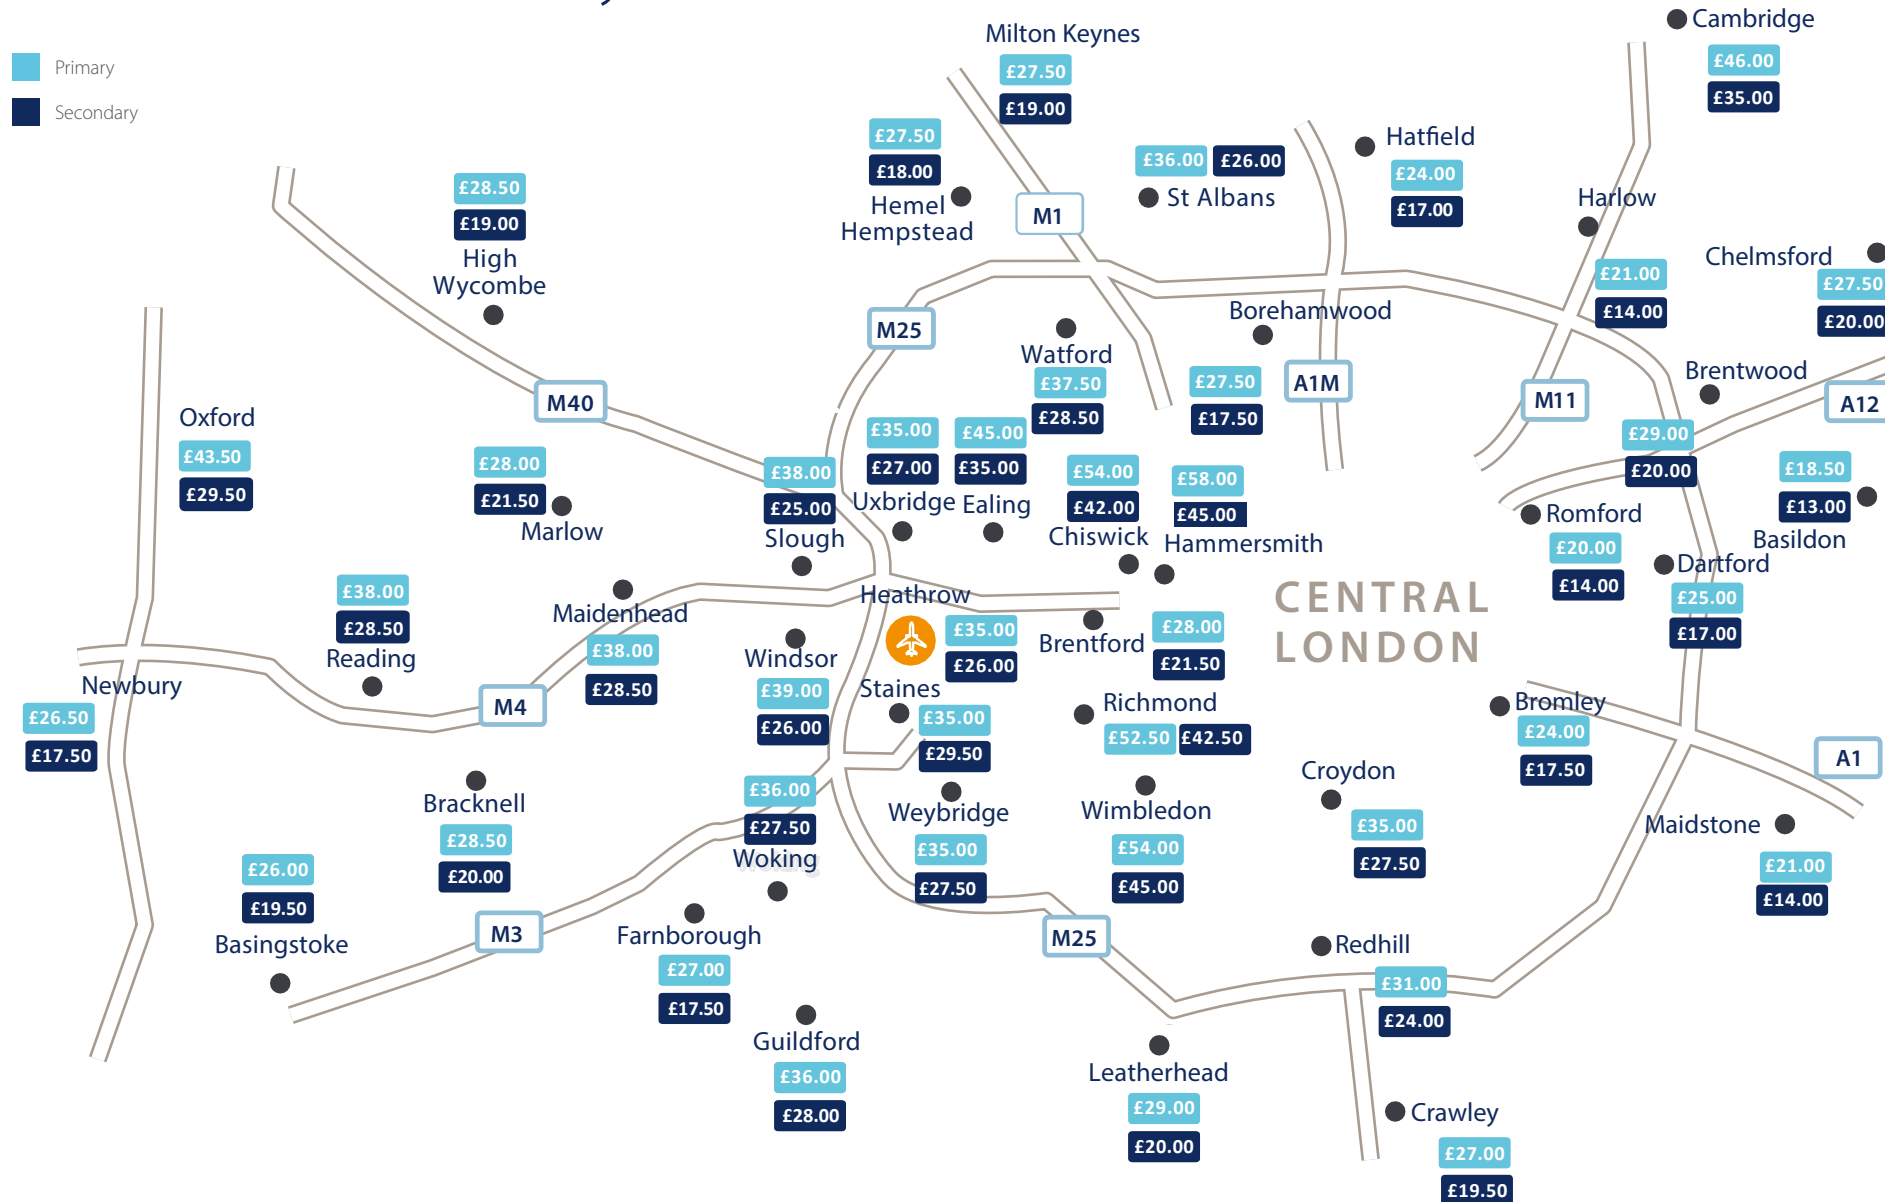 Primary
Secondary
Milton Keynes
£27.50
£19.00
Cambridge
£46.00
£35.00
£27.50
£18.00
Hemel
Hempstead
M1
£36.00 £26.00
St Albans
Hatfield
£24.00
£17.00
Harlow
£21.00
£14.00
Chelmsford
£27.50
£20.00
£28.50
£19.00
High
Wycombe
M25
Watford
£37.50
£28.50
Borehamwood
£27.50
£17.50
A1M
M11
Brentwood
£29.00
£20.00
A12
M40
Oxford
£43.50
£29.50
£28.00
£21.50
Marlow
£38.00
£25.00
Slough
£35.00
£27.00
Uxbridge
£45.00
£35.00
Ealing
£54.00
£42.00
Chiswick
£58.00
£45.00
Hammersmith
Romford
£20.00
£14.00
£18.50
£13.00
Basildon
Dartford
£25.00
£17.00
CENTRAL
LONDON
£38.00
£28.50
Reading
Maidenhead
£38.00
£28.50
Heathrow
£35.00
£26.00
Brentford
£28.00
£21.50
Windsor
£39.00
£26.00
Newbury
£26.50
£17.50
M4
Staines
£35.00
£29.50
Richmond
£52.50 £42.50
Bromley
£24.00
£17.50
A1
Bracknell
£28.50
£20.00
£36.00
£27.50
Woking
Weybridge
£35.00
£27.50
Wimbledon
£54.00
£45.00
Croydon
£35.00
£27.50
Maidstone
£21.00
£14.00
£26.00
£19.50
Basingstoke
M3
Farnborough
£27.00
£17.50
M25
Redhill
£31.00
£24.00
Guildford
£36.00
£28.00
Leatherhead
£29.00
£20.00
Crawley
£27.00
£19.50